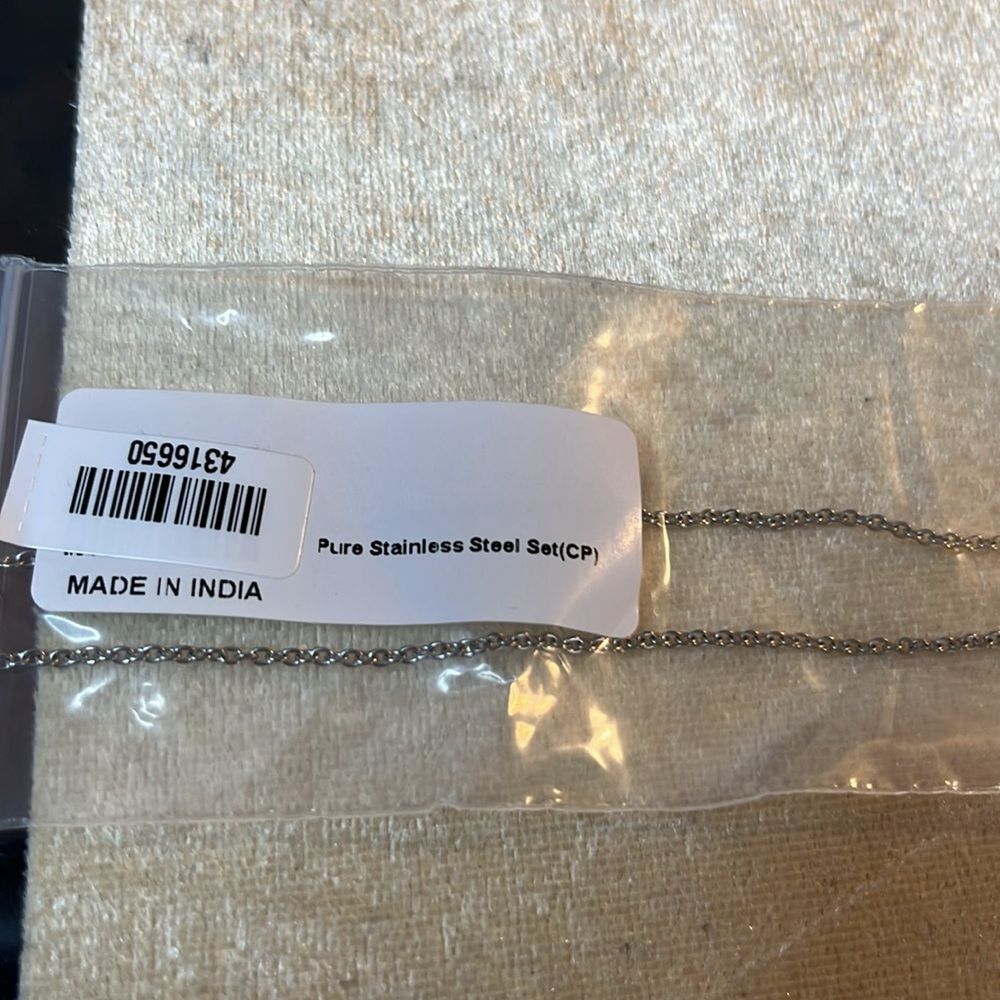 4316650
Pure Stainless Steel Set(CP)
MADE IN INDIA